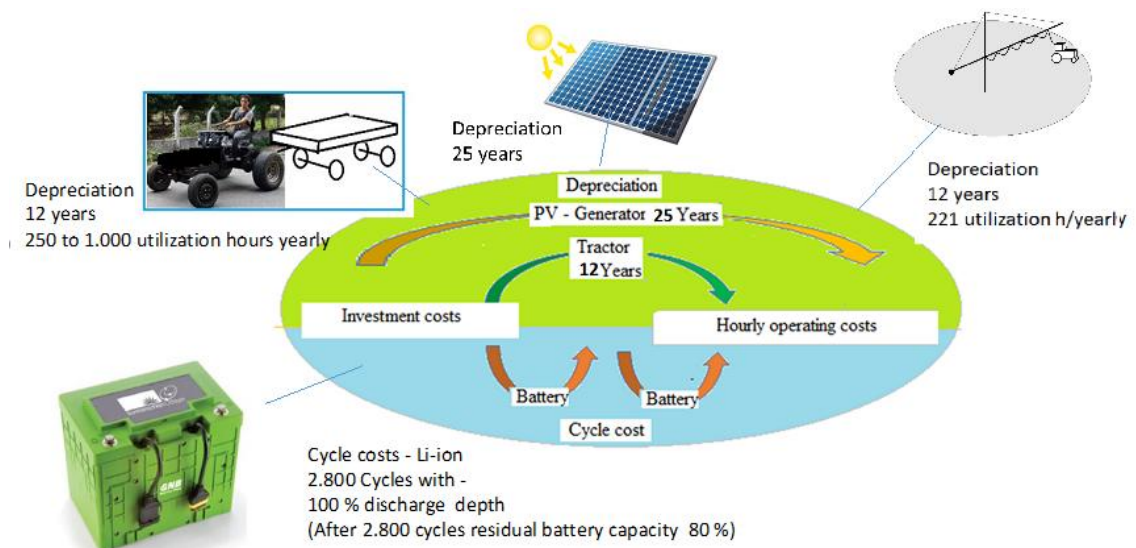 Depreciation
25 years
Depreciation
12 years
250 to 1.000 utilization hours yearly
Depreciation
12 years
221 utilization h/yearly
Depreciation
PV - Generator 25 Years
Tractor
12 Years
Investment costs
Hourly operating costs
Battery
Battery
Cycle cost
GNB
Cycle costs - Li-ion
2.800 Cycles with -
100 % discharge depth
(After 2.800 cycles residual battery capacity 80 %)